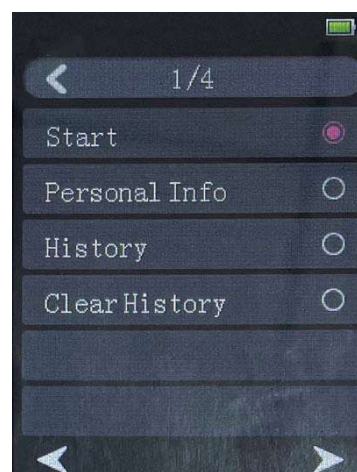 1/4
Start
Personal Info
History
Clear History